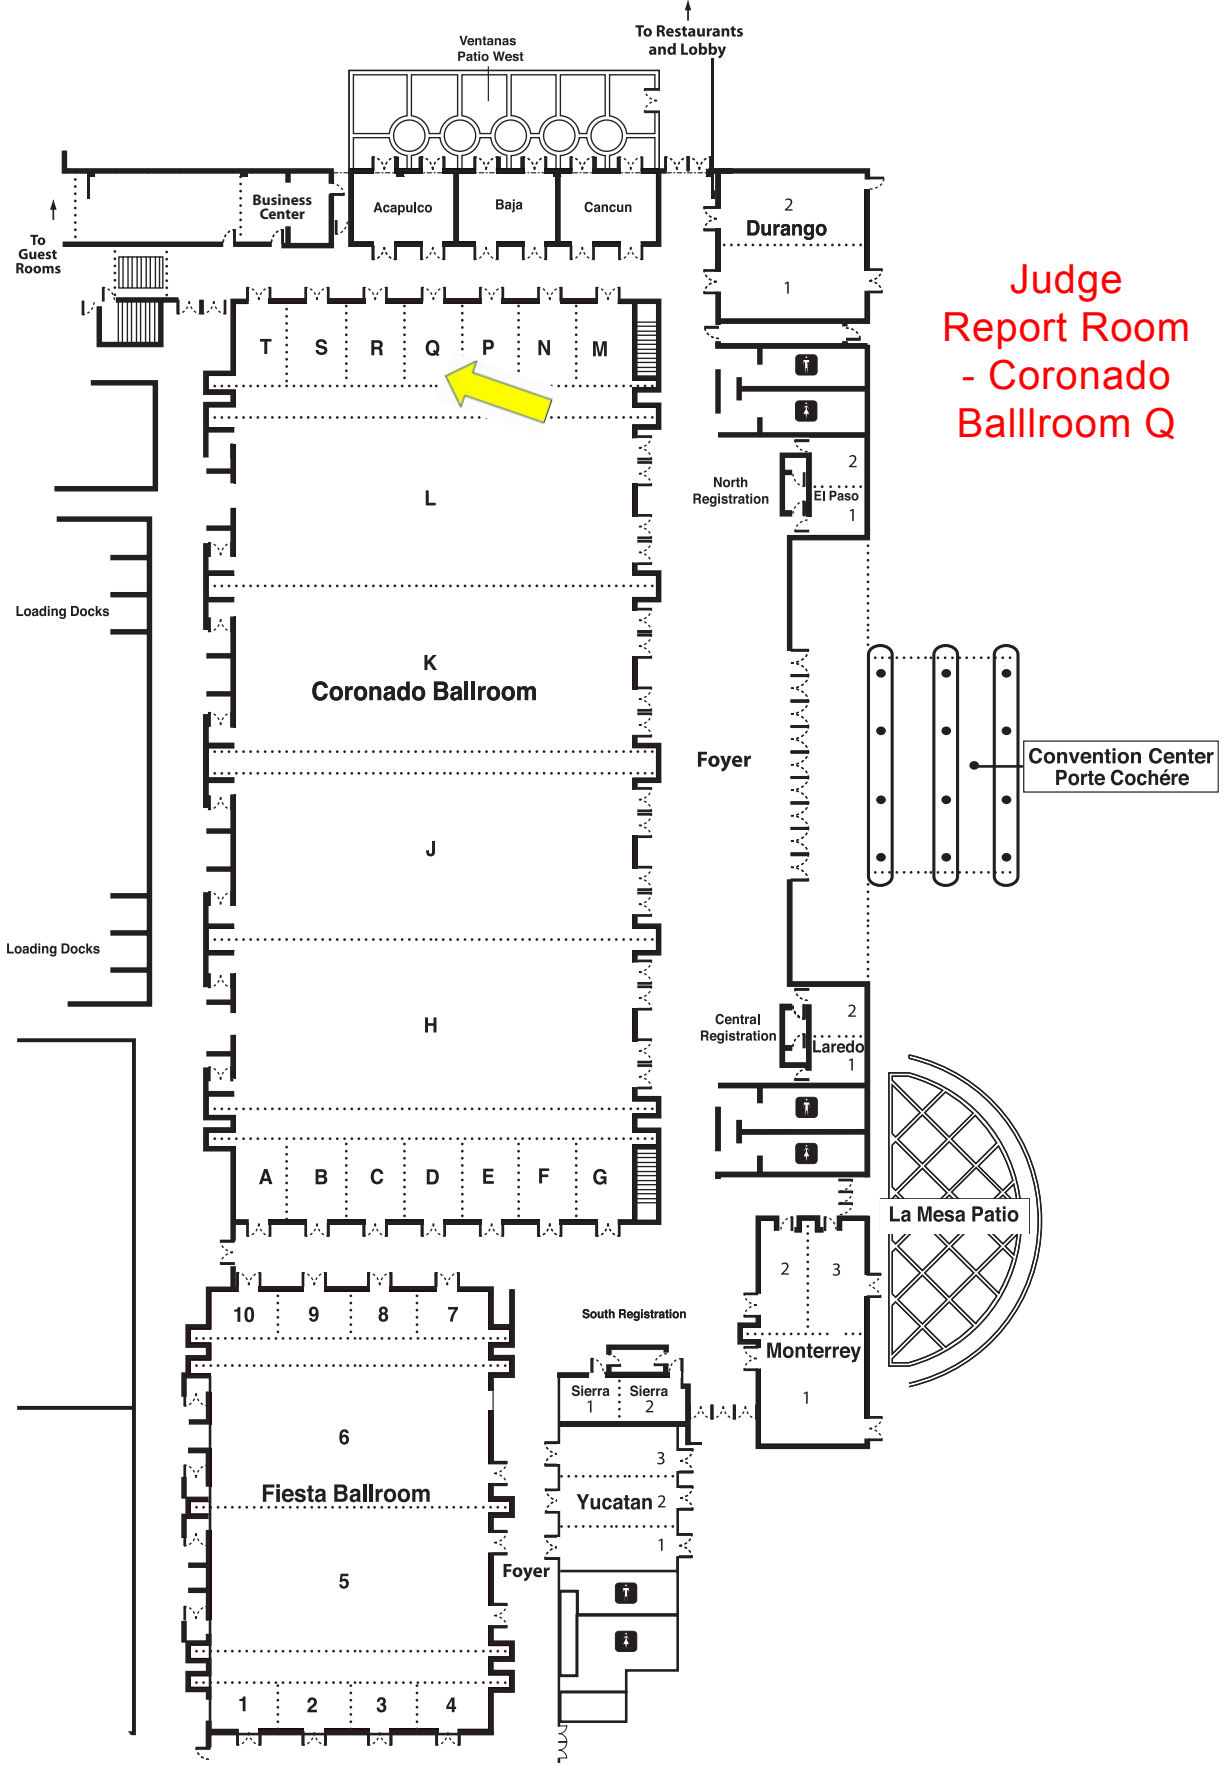 To Restaurants
and Lobby
Ventanas
Patio West
Business
Center
Acapulco
Baja
Cancun
2
Durango
1
To
Guest
Rooms
Judge
Report Room
- Coronado
Balllroom Q
T S R Q P N M
L
North
Registration
2
El Paso
1
Loading Docks
K
Coronado Ballroom
Foyer
Convention Center
Porte Cochére
J
Loading Docks
H
Central
Registration
2
Laredo
1
A B C D E F G
La Mesa Patio
2 3
Monterrey
1
10 9 8 7
South Registration
Sierra
1
Sierra
2
6
Fiesta Ballroom
3
Yucatan 2
1
5
Foyer
1 2 3 4